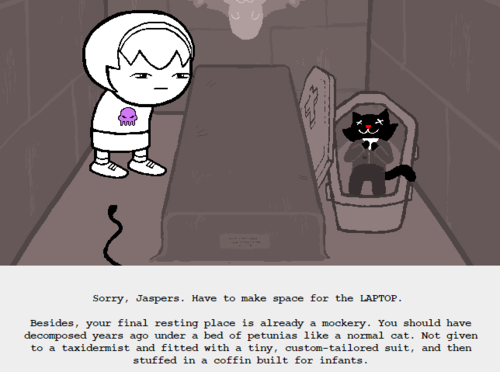 Sorry, Jaspers. Have to make space for the LAPTOP.
Besides, your final resting place is already a mockery. You should have
decomposed years ago under a bed of petunias like a normal cat. Not given
to a taxidermist and fitted with a tiny, custom-tailored suit, and then
stuffed in a coffin built for infants.